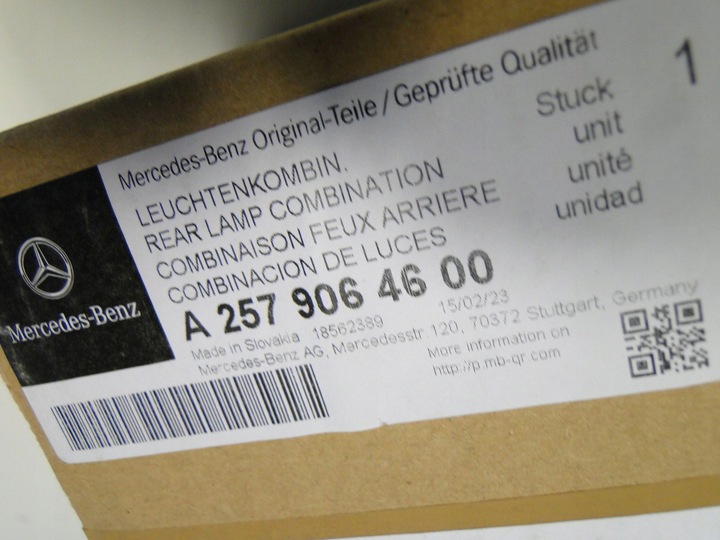 Mercedes-Benz Original-Teile / Geprüfte Qualität
1
LEUCHTENKOMBIN.
Stuck
REAR LAMP COMBINATION
unit
COMBINAISON FEUX ARRIERE
unité
COMBINACION DE LUCES
unidad
A 257 906 46 00
Made in Slovakia 18562389 15/02/23
Mercedes-Benz AG, Mercedesstr 120, 70372 Stuttgart, Germany
More information on
http://p.mb-qr.com
Mercedes-Benz